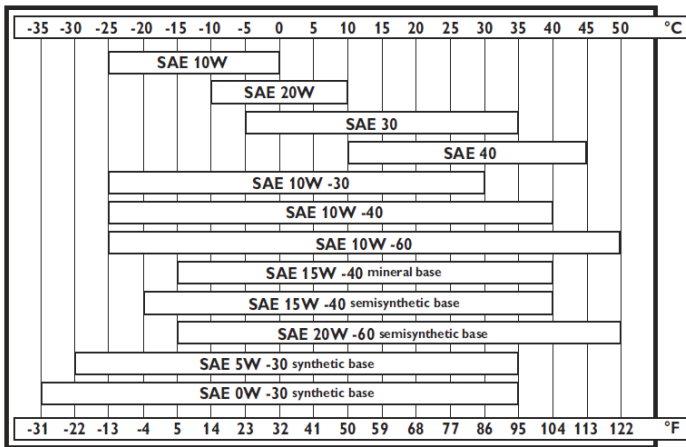 -35 -30 -25 -20 -15 -10 -5 0 5 10 15 20 25 30 35 40 45 50 °C
SAE 10W
SAE 20W
SAE 30
SAE 40
SAE 10W -30
SAE 10W -40
SAE 10W -60
SAE 15W -40 mineral base
SAE 15W -40 semisynthetic base
SAE 20W -60 semisynthetic base
SAE 5W -30 synthetic base
SAE 0W -30 synthetic base
-31 -22 -13 -4 5 14 23 32 41 50 59 68 77 86 95 104 113 122 °F